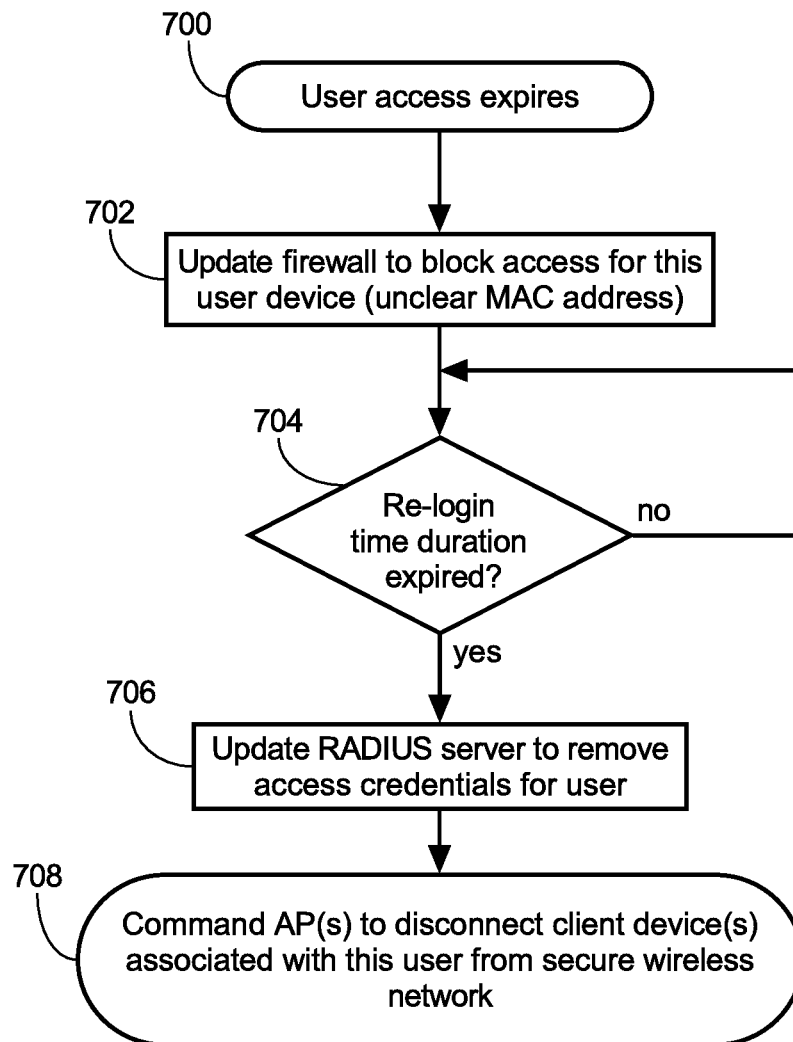 700
User access expires
702
Update firewall to block access for this
user device (unclear MAC address)
704
Re-login
time duration
expired?
no
yes
706
Update RADIUS server to remove
access credentials for user
708
Command AP(s) to disconnect client device(s)
associated with this user from secure wireless
network